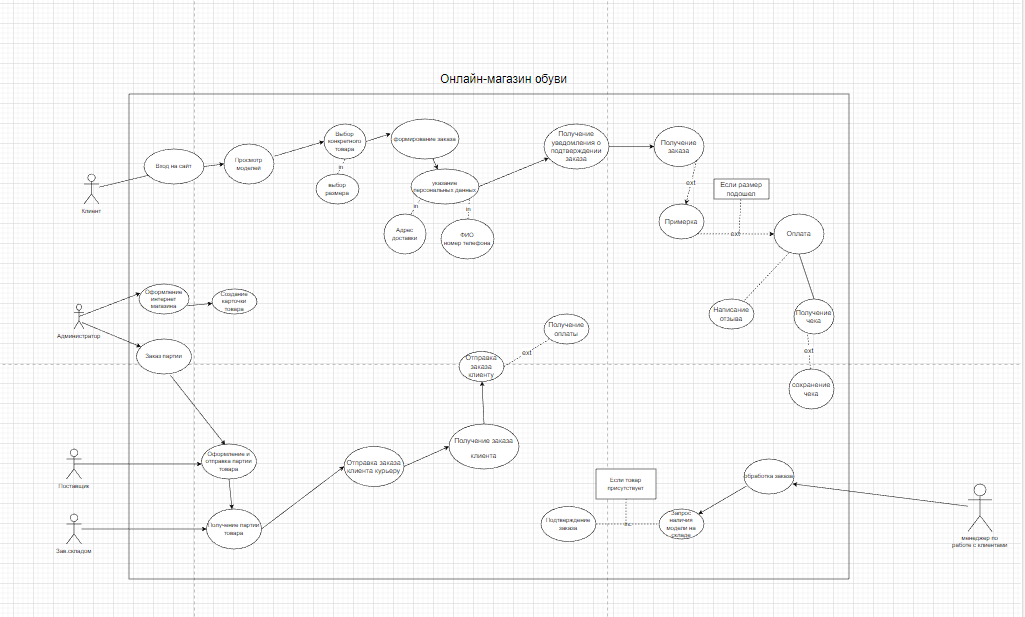 Онлайн-магазин обуви
Вход на сайт
Просмотр
моделей
Выбор
конкретного
товара
in
выбор
размера
формирование заказа
указание
персональных данных
in
in
Адрес
доставки
ФИО
номер телефона
Получение
уведомления о
подтверждении
заказа
Получение
заказа
ext
Если размер
подошел
Примерка
ext
Оплата
Клиент
Написание
отзыва
Получение
чека
ext
сохранение
чека
Оформление
интернет
магазина
Создание
карточки
товара
Администратор
Заказ партии
Получение
оплаты
ext
Отправка
заказа
клиенту
Получение заказа
клиента
Отправка заказа
клиента курьеру
Оформление и
отправка партии
товара
Поставщик
Получение партии
товара
Зав.складом
Если товар
присутствует
Подтверждение
заказа
Запрос
наличия
модели на
складе
обработка заказа
менеджер по
работе с клиентами